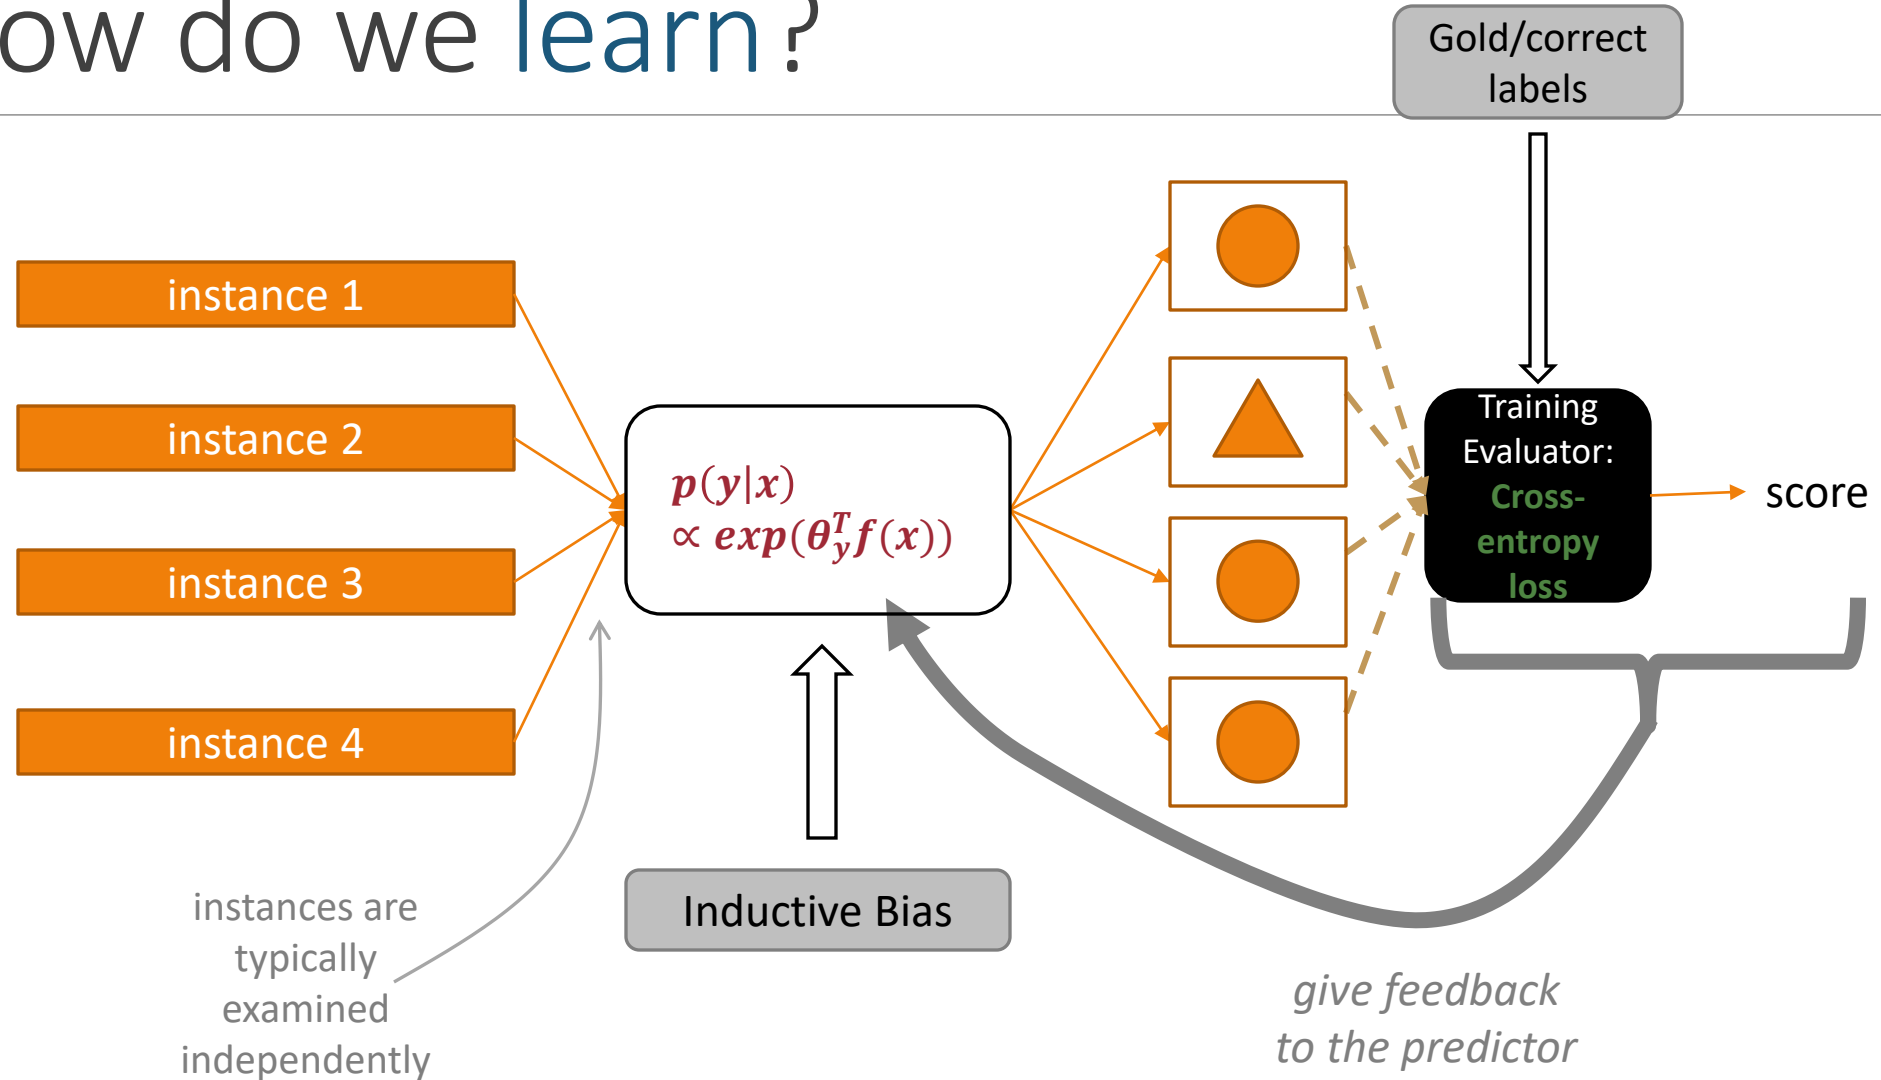 ow do we learn?
Gold/correct
labels
instance 1
instance 2
instance 3
instance 4
p(y|x)
∝ exp(θ_y^T f(x))
Training
Evaluator:
Cross-
entropy
loss
score
Inductive Bias
instances are
typically
examined
independently
give feedback
to the predictor